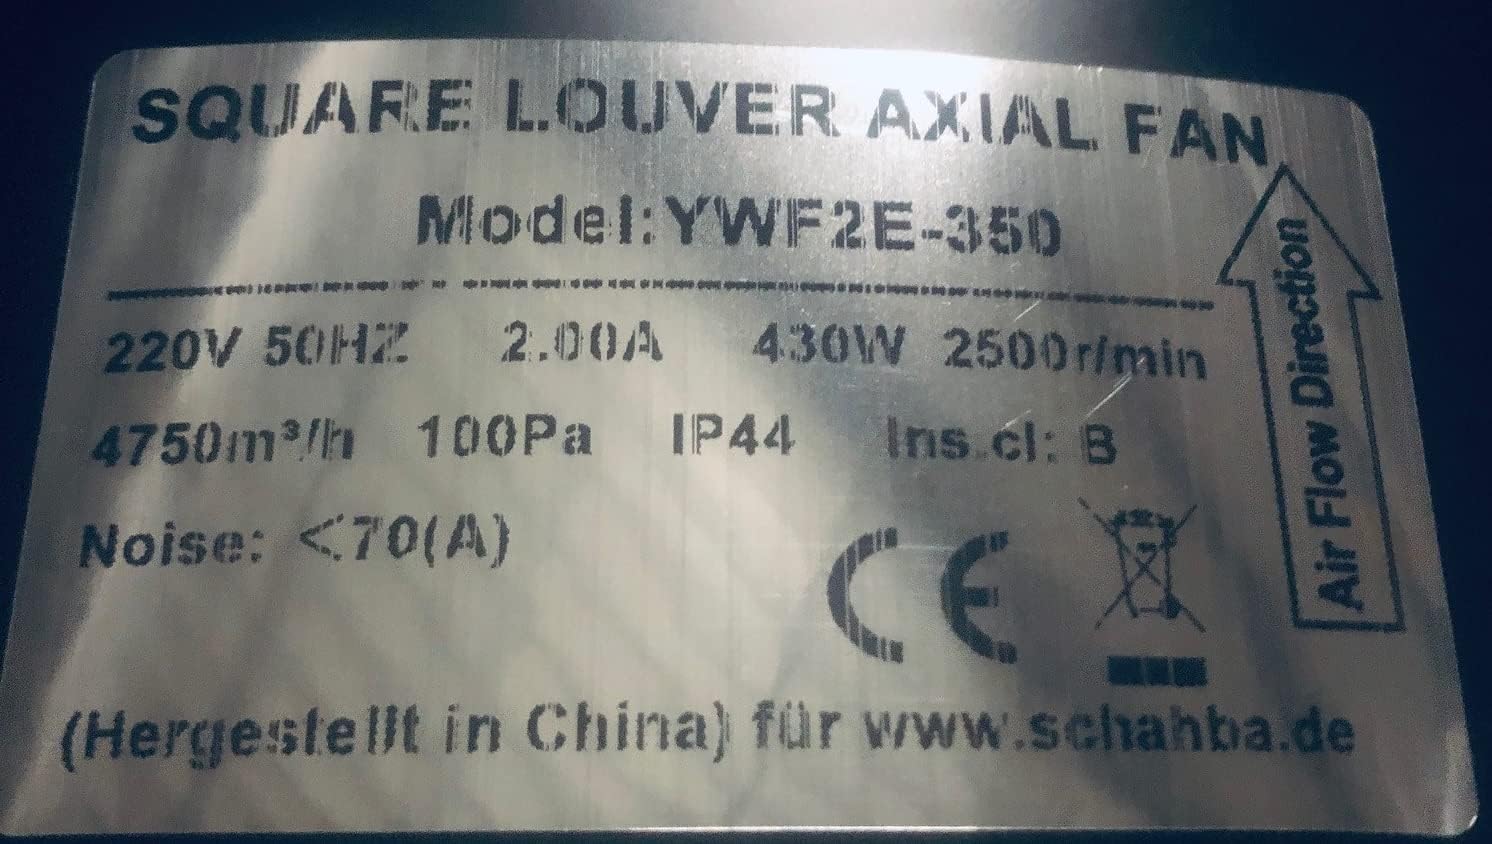 SQUARE LOUVER AXIAL FAN
Model: YWF2E-350
220V 50HZ 2.00A 430W 2500r/min
4750m³/h 100Pa IP44 Ins.cl: B
Noise: <70(A)
CE
(Hergestellt in China) für www.schahba.de
Air Flow Direction